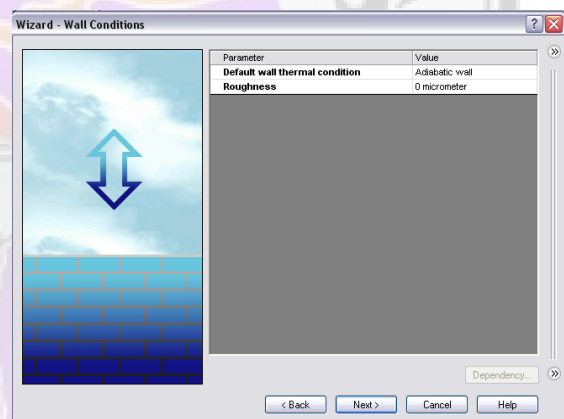 Wizard - Wall Conditions
Parameter Value
Default wall thermal condition Adiabatic wall
Roughness 0 micrometer
Dependency...
< Back Next > Cancel Help